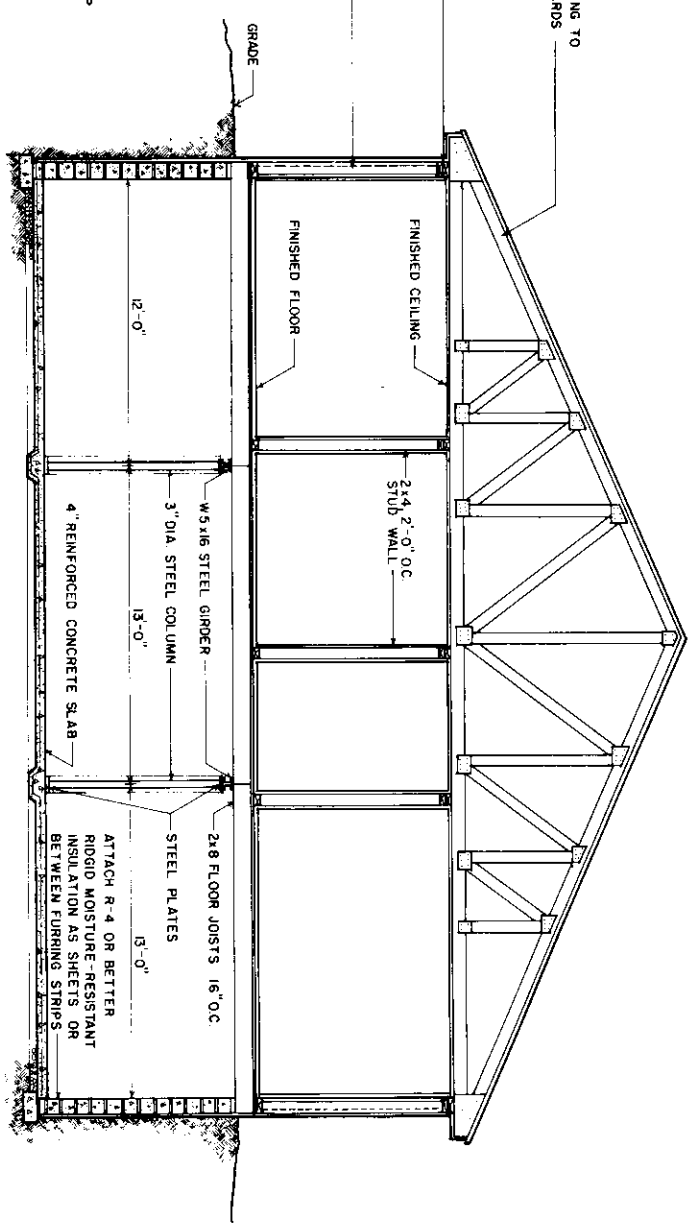 NG TO
RDS
GRADE
FINISHED CEILING
FINISHED FLOOR
2x4, 2'-0" O.C.
STUD WALL
12'-0"
W5x16 STEEL GIRDER
3" DIA. STEEL COLUMN
13'-0"
4" REINFORCED CONCRETE SLAB
2x8 FLOOR JOISTS 16" O.C.
STEEL PLATES
13'-0"
ATTACH R-4 OR BETTER
RIDGID MOISTURE-RESISTANT
INSULATION AS SHEETS OR
BETWEEN FURRING STRIPS